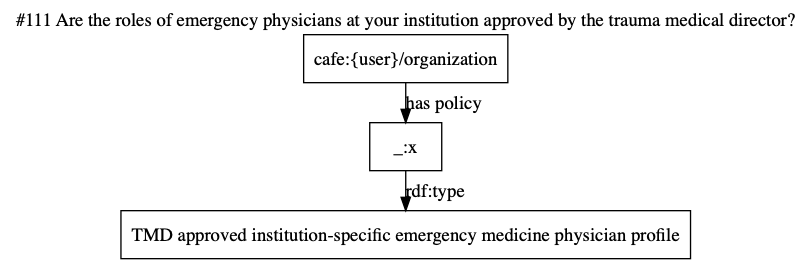 #111 Are the roles of emergency physicians at your institution approved by the trauma medical director?
cafe:{user}/organization
has policy
_:x
rdf:type
TMD approved institution-specific emergency medicine physician profile